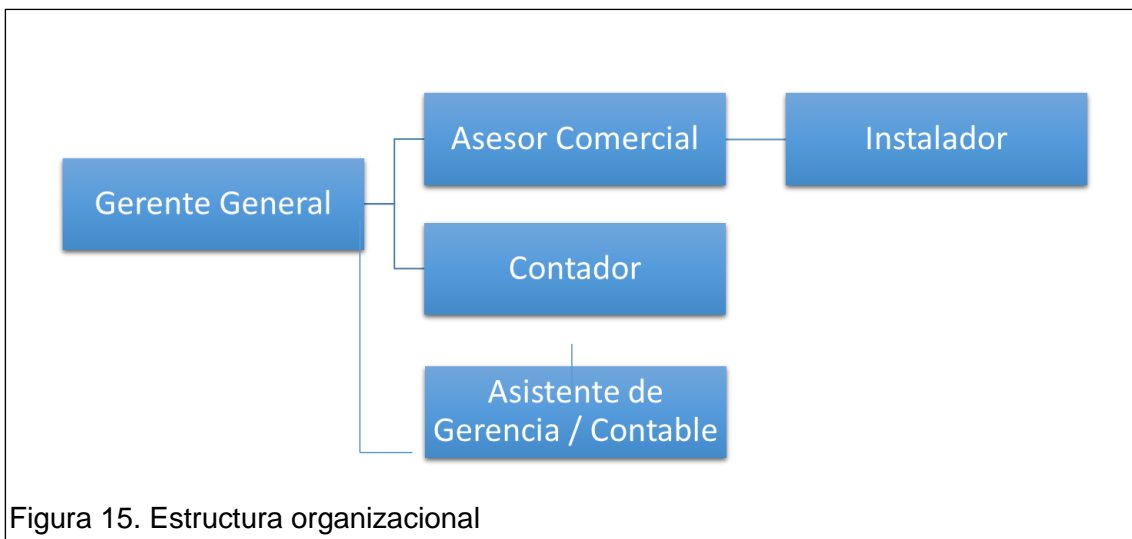 Asesor Comercial
Instalador
Gerente General
Contador
Asistente de
Gerencia / Contable
Figura 15. Estructura organizacional